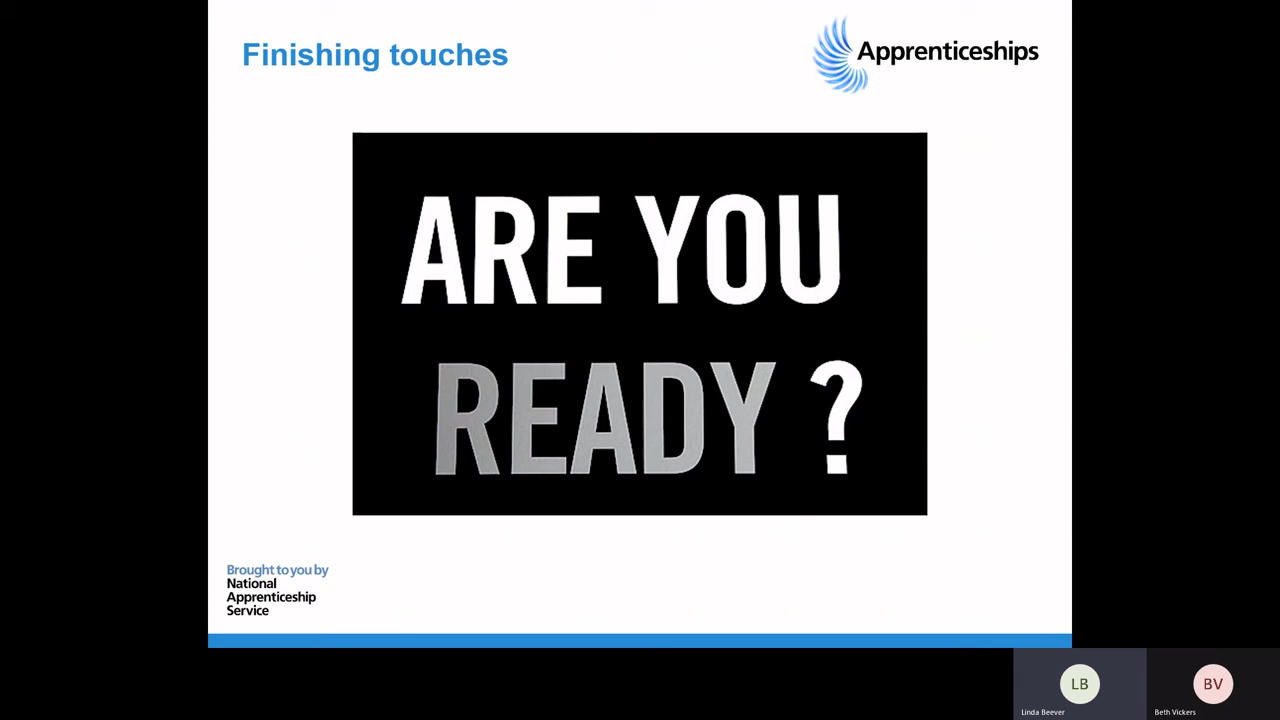 Finishing touches
Apprenticeships
ARE YOU
READY ?
Brought to you by
National
Apprenticeship
Service
LB
BV
Linda Beever
Beth Vickers